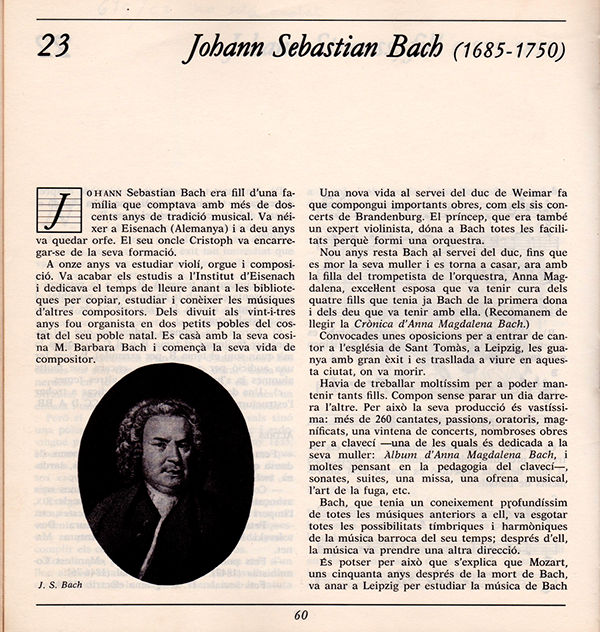 23
Johann Sebastian Bach (1685-1750)
JOHANN Sebastian Bach era fill d'una fa-
mília que comptava amb més de dos-
cents anys de tradició musical. Va néi-
xer a Eisenach (Alemanya) i a deu anys
va quedar orfe. El seu oncle Cristoph va encarre-
gar-se de la seva formació.
A onze anys va estudiar violí, orgue i composi-
ció. Va acabar els estudis a l'Institut d'Eisenach
i dedicava el temps de lleure anant a les bibliote-
ques per copiar, estudiar i conèixer les músiques
d'altres compositors. Dels divuit als vint-i-tres
anys fou organista en dos petits pobles del cos-
tat del seu poble natal. Es casà amb la seva cosi-
na M. Barbara Bach i començà la seva vida de
compositor.
J. S. Bach
Una nova vida al servei del duc de Weimar fa
que compongui importants obres, com els sis con-
certs de Brandenburg. El príncep, que era també
un expert violinista, dóna a Bach totes les facili-
tats perquè formi una orquestra.
Nou anys resta Bach al servei del duc, fins que
es mor la seva muller i es torna a casar, ara amb
la filla del trompetista de l'orquestra, Anna Mag-
dalena, excel·lent esposa que va tenir cura dels
quatre fills que tenia ja Bach de la primera dona
i dels deu que va tenir amb ella. (Recomanem de
llegir la Crònica d'Anna Magdalena Bach.)
Convocades unes oposicions per a entrar de can-
tor a l'església de Sant Tomàs, a Leipzig, les gua-
nya amb gran èxit i es trasllada a viure en aques-
ta ciutat, on va morir.
Havia de treballar moltíssim per a poder man-
tenir tants fills. Compon sense parar un dia darre-
ra l'altre. Per això la seva producció és vastíssi-
ma: més de 260 cantates, passions, oratoris, mag-
níficats, una vintena de concerts, nombroses obres
per a clavecí —una de les quals és dedicada a la
seva muller: Album d'Anna Magdalena Bach, i
moltes pensant en la pedagogia del clavecí—,
sonates, suites, una missa, una ofrena musical,
l'art de la fuga, etc.
Bach, que tenia un coneixement profundíssim
de totes les músiques anteriors a ell, va esgotar
totes les possibilitats tímbriques i harmòniques
de la música barroca del seu temps; després d'ell,
la música va prendre una altra direcció.
És potser per això que s'explica que Mozart,
uns cinquanta anys després de la mort de Bach,
va anar a Leipzig per estudiar la música de Bach
60